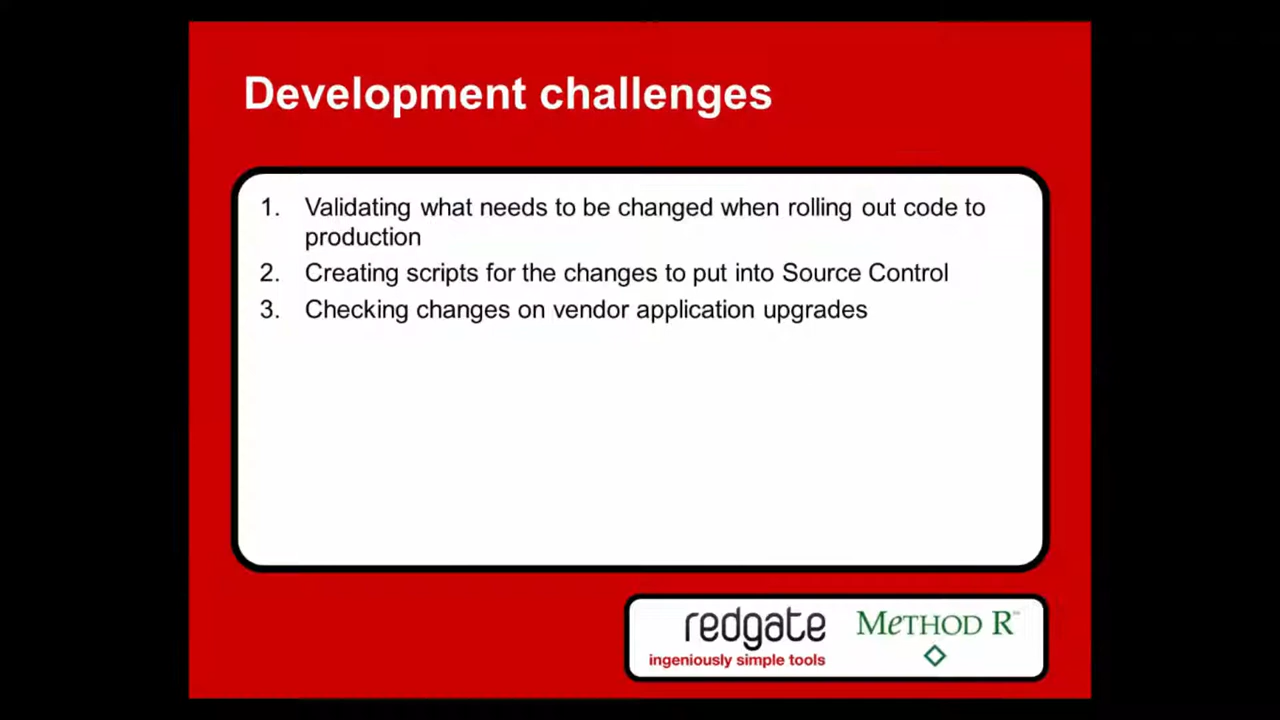 Development challenges
1. Validating what needs to be changed when rolling out code to
production
2. Creating scripts for the changes to put into Source Control
3. Checking changes on vendor application upgrades
redgate
ingeniously simple tools
METHOD R™